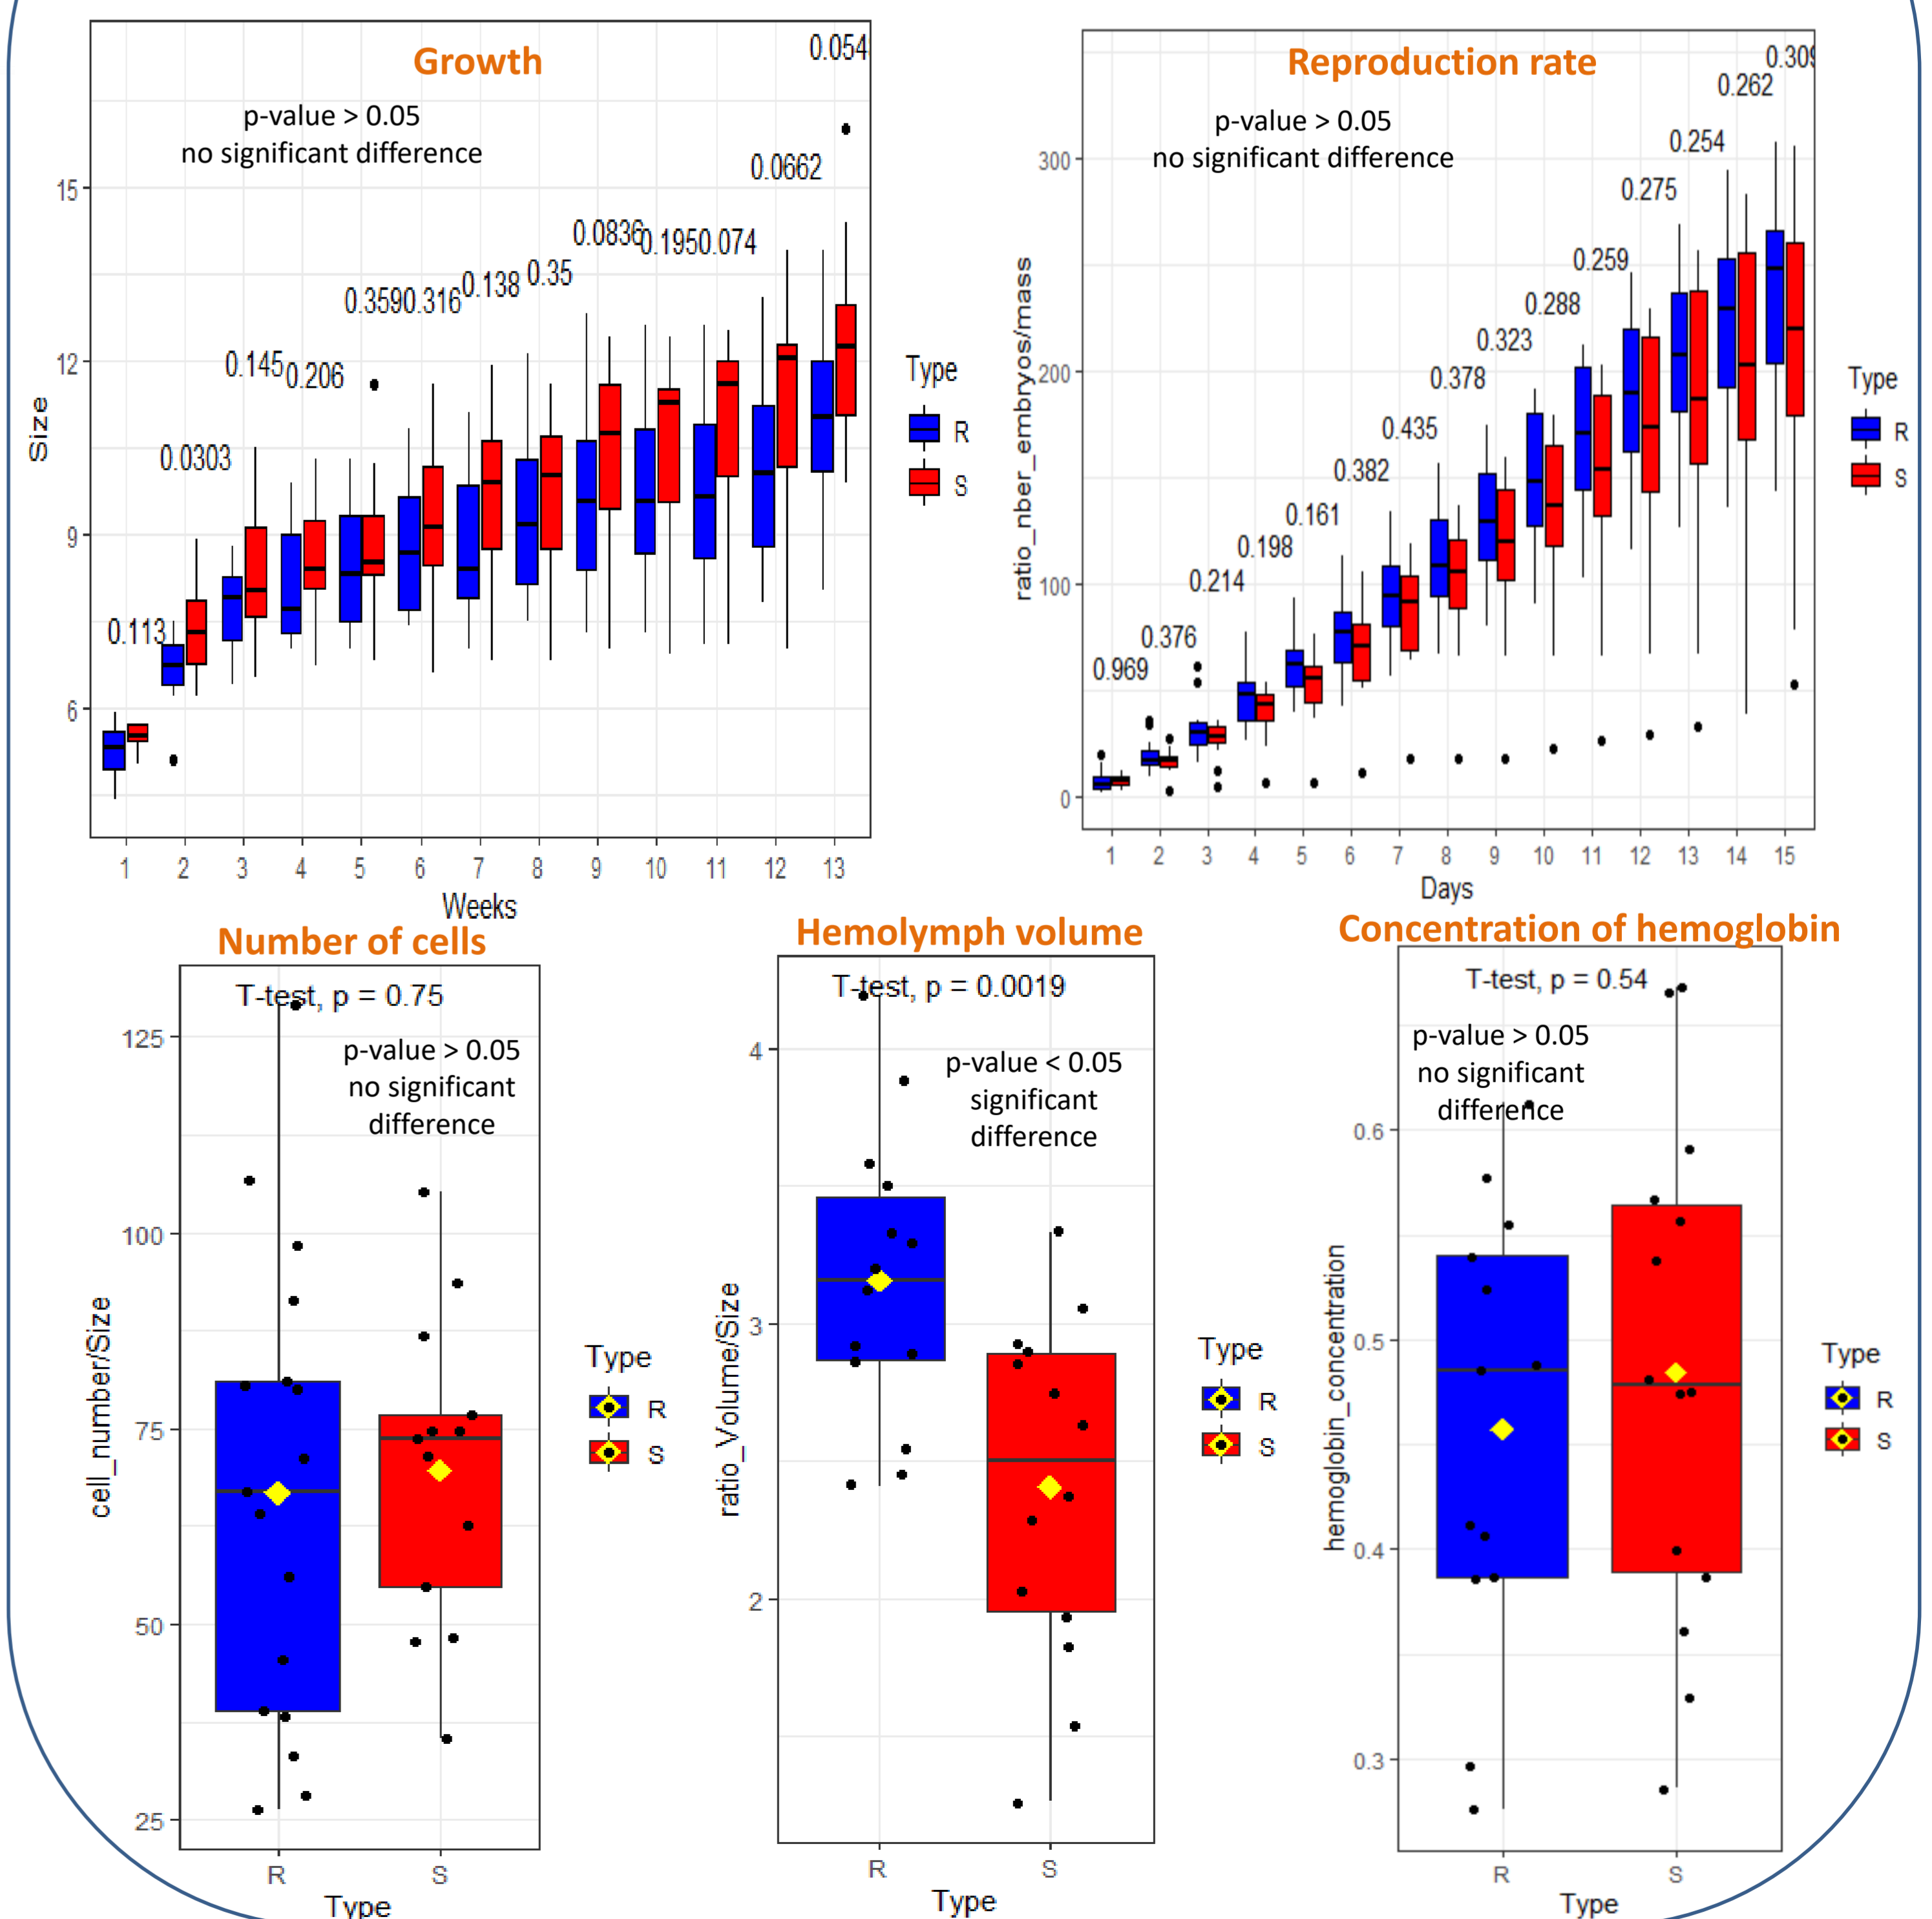 Growth
p-value > 0.05
no significant difference
0.113
0.0303
0.145
0.206
0.359
0.316
0.138
0.35
0.0836
0.195
0.074
0.0662
0.054
Size
15
12
9
6
1 2 3 4 5 6 7 8 9 10 11 12 13
Weeks
Type
R
S
Reproduction rate
p-value > 0.05
no significant difference
0.969
0.376
0.214
0.198
0.161
0.382
0.435
0.378
0.323
0.288
0.259
0.275
0.254
0.262
0.309
ratio_nber_embryos/mass
300
200
100
0
1 2 3 4 5 6 7 8 9 10 11 12 13 14 15
Days
Type
R
S
Number of cells
T-test, p = 0.75
p-value > 0.05
no significant
difference
cell_number/Size
125
100
75
50
25
R S
Type
Type
R
S
Hemolymph volume
T-test, p = 0.0019
p-value < 0.05
significant
difference
ratio_Volume/Size
4
3
2
R S
Type
Type
R
S
Concentration of hemoglobin
T-test, p = 0.54
p-value > 0.05
no significant
difference
hemoglobin_concentration
0.6
0.5
0.4
0.3
R S
Type
Type
R
S